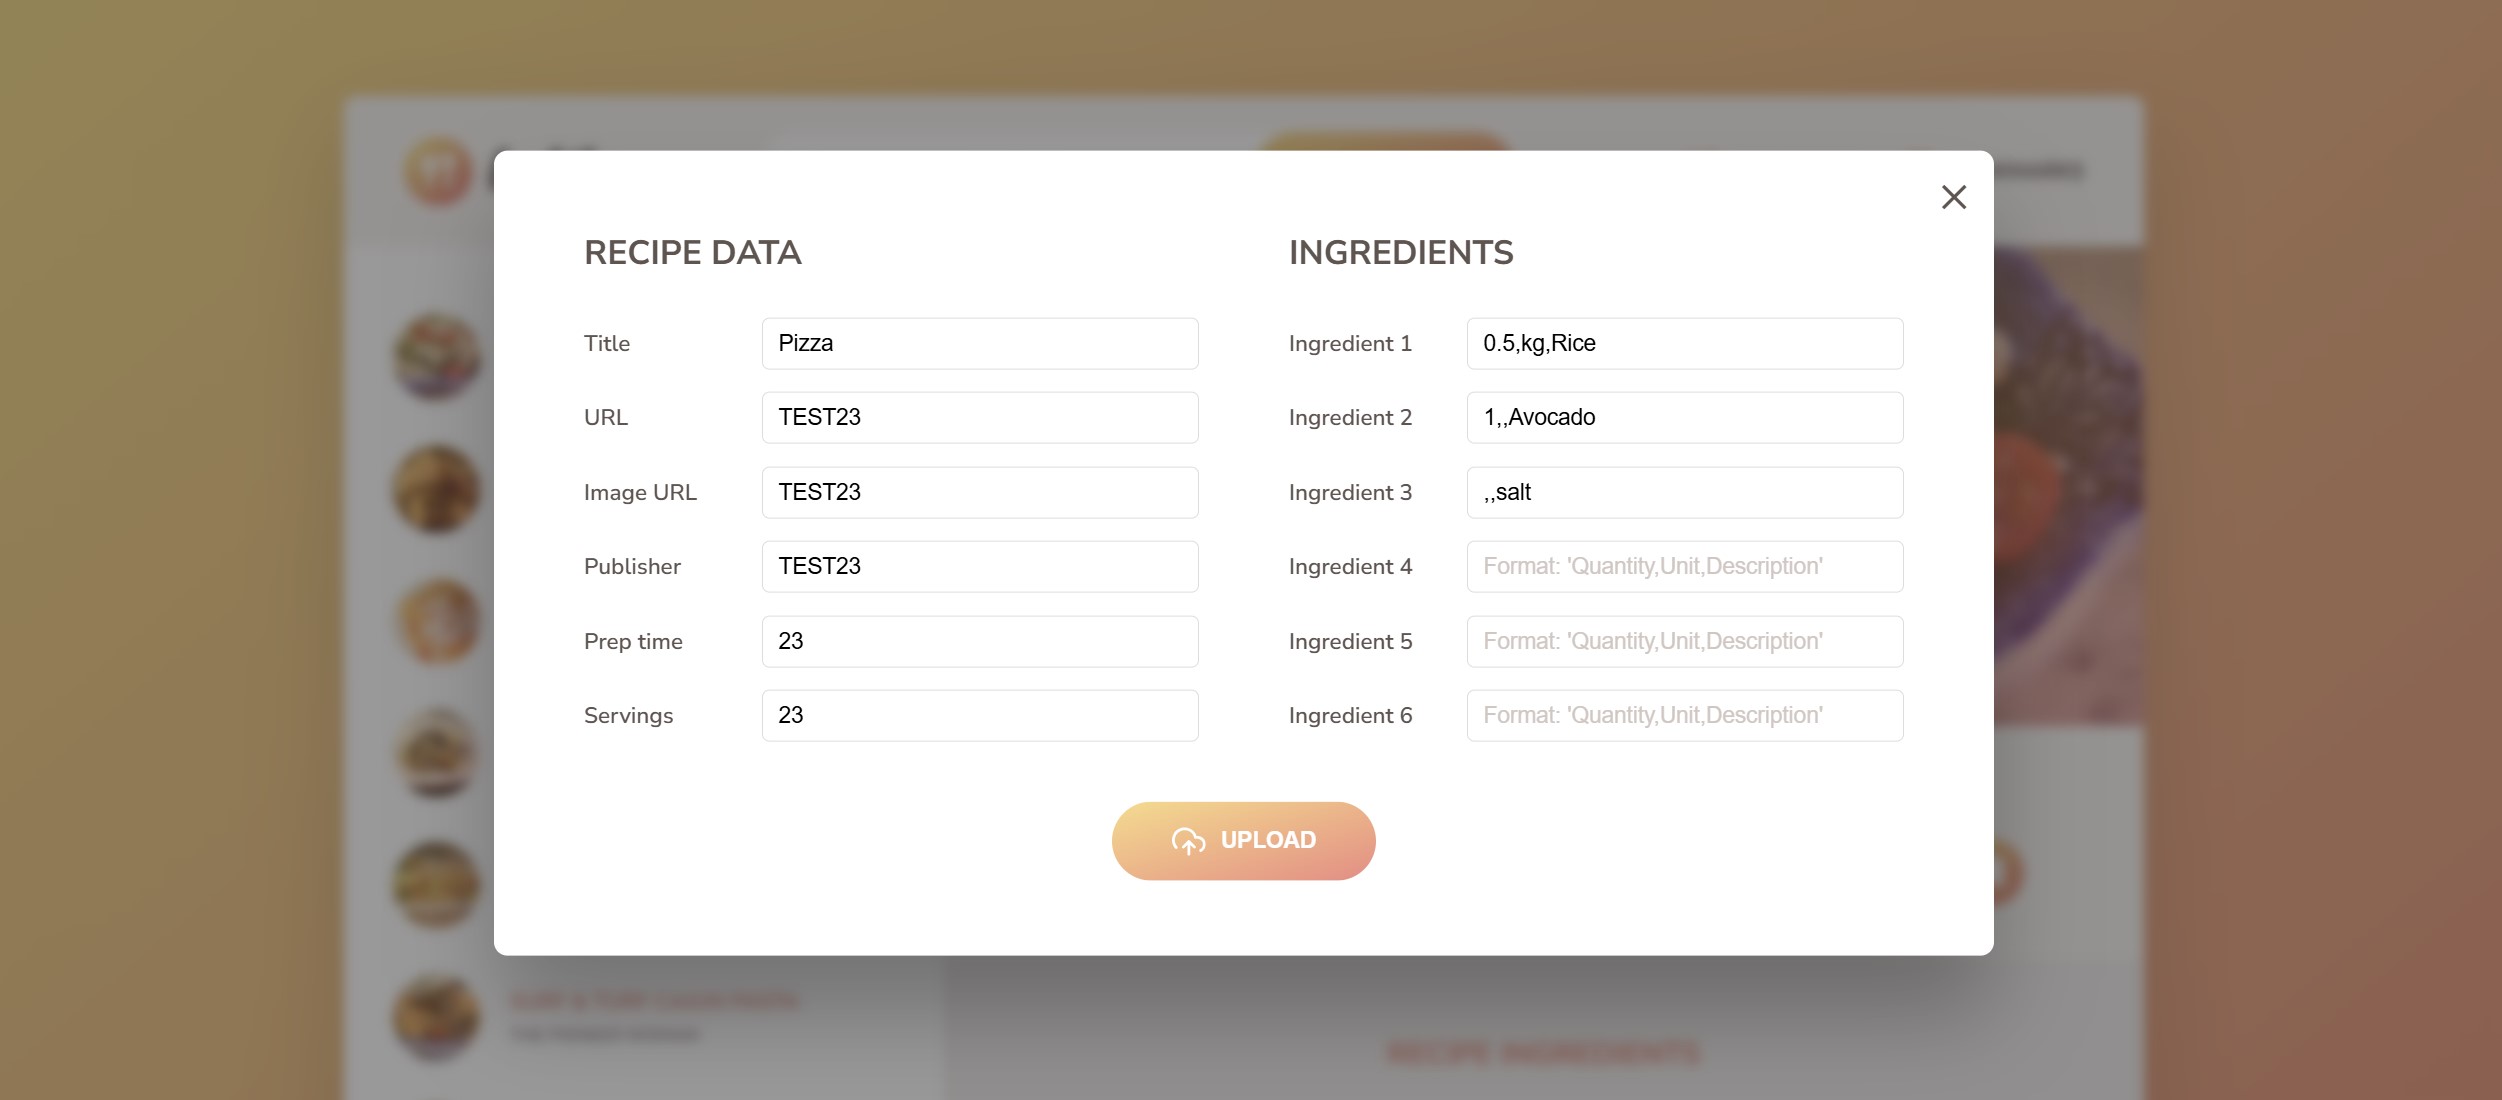 RECIPE DATA
Title Pizza
URL TEST23
Image URL TEST23
Publisher TEST23
Prep time 23
Servings 23
INGREDIENTS
Ingredient 1 0.5,kg,Rice
Ingredient 2 1,,Avocado
Ingredient 3 ,,salt
Ingredient 4 Format: 'Quantity,Unit,Description'
Ingredient 5 Format: 'Quantity,Unit,Description'
Ingredient 6 Format: 'Quantity,Unit,Description'
UPLOAD
RECIPE INGREDIENTS